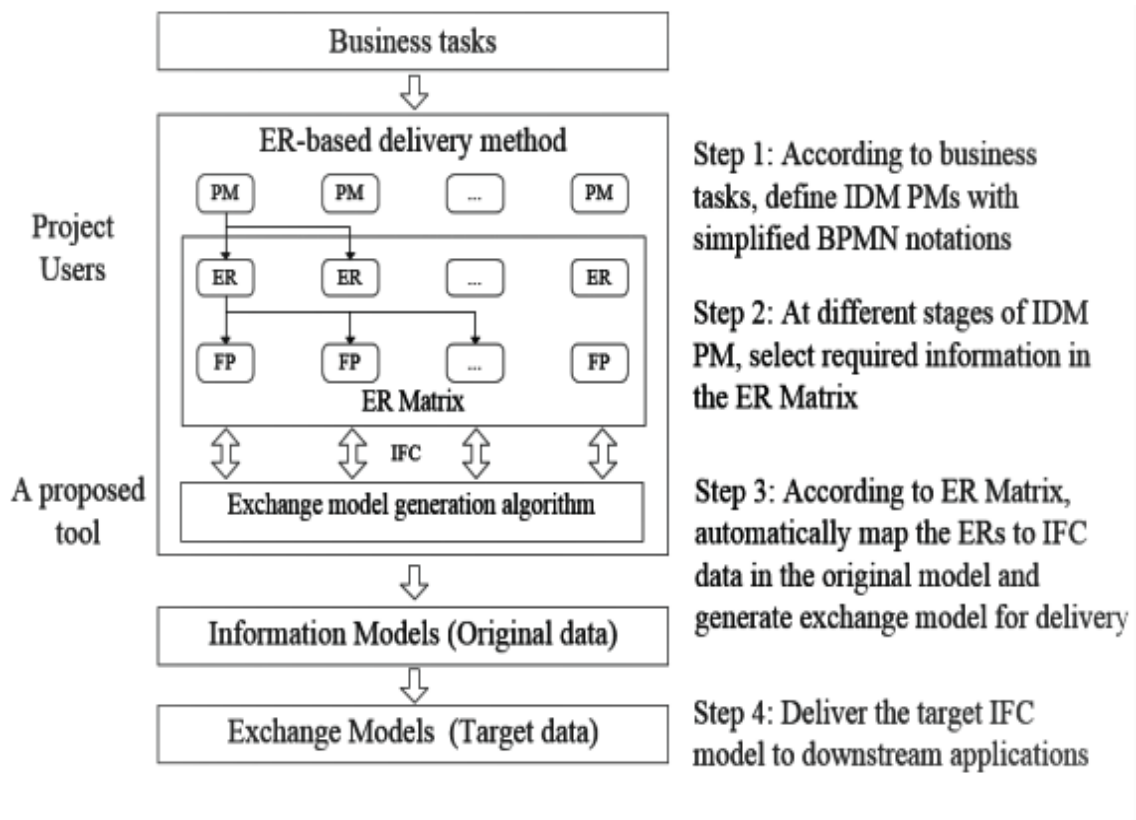 Business tasks
ER-based delivery method
PM PM ... PM
ER ER ... ER
FP FP ... FP
ER Matrix
IFC
Exchange model generation algorithm
Information Models (Original data)
Exchange Models (Target data)
Project
Users
A proposed
tool
Step 1: According to business
tasks, define IDM PMs with
simplified BPMN notations
Step 2: At different stages of IDM
PM, select required information in
the ER Matrix
Step 3: According to ER Matrix,
automatically map the ERs to IFC
data in the original model and
generate exchange model for delivery
Step 4: Deliver the target IFC
model to downstream applications